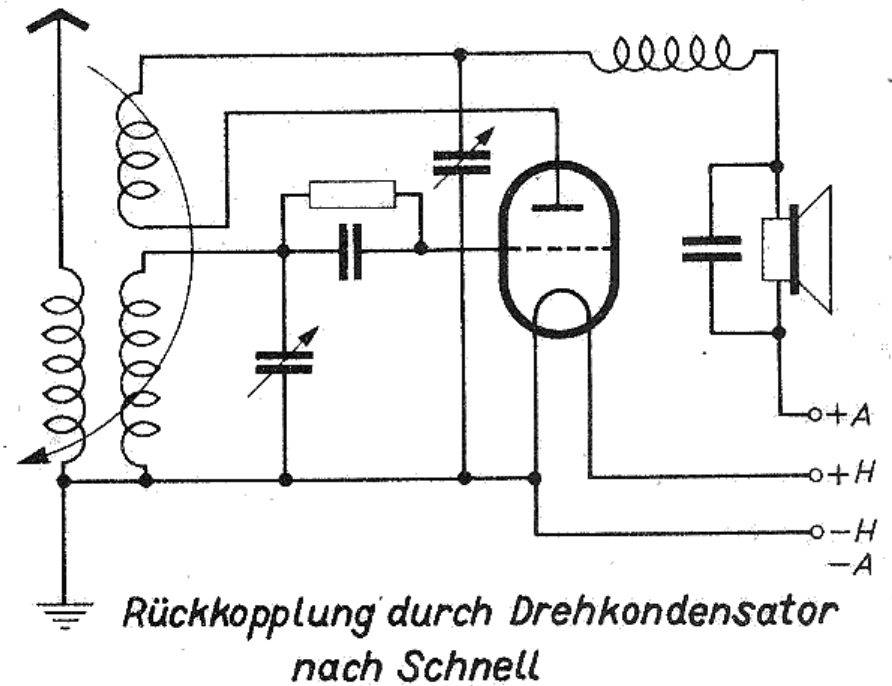 +A
+H
-H
-A
Rückkopplung durch Drehkondensator
nach Schnell